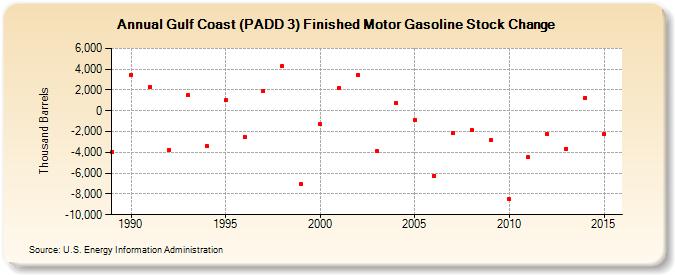 Annual Gulf Coast (PADD 3) Finished Motor Gasoline Stock Change
Thousand Barrels
6,000
4,000
2,000
0
-2,000
-4,000
-6,000
-8,000
-10,000
1990 1995 2000 2005 2010 2015
Source: U.S. Energy Information Administration